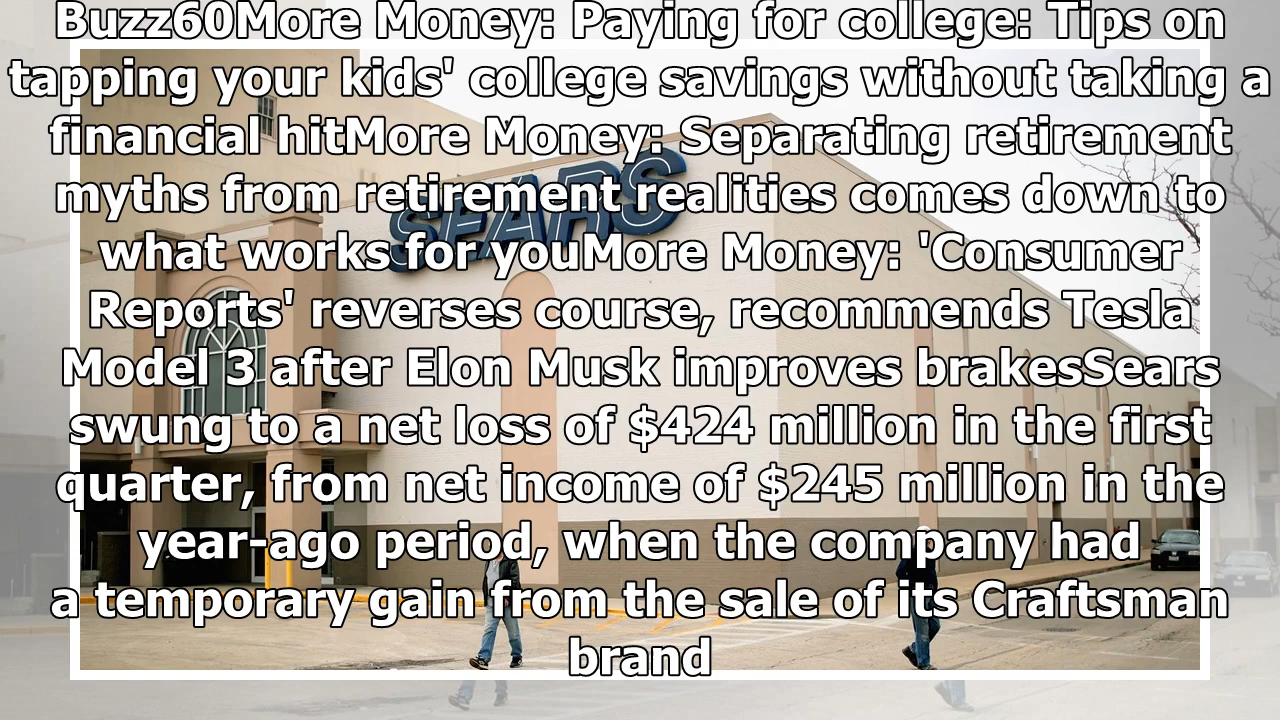 Buzz60More Money: Paying for college: Tips on
tapping your kids' college savings without taking a
financial hitMore Money: Separating retirement
myths from retirement realities comes down to
what works for youMore Money: 'Consumer
Reports' reverses course, recommends Tesla
Model 3 after Elon Musk improves brakesSears
swung to a net loss of $424 million in the first
quarter, from net income of $245 million in the
year-ago period, when the company had
a temporary gain from the sale of its Craftsman
brand
SEARS